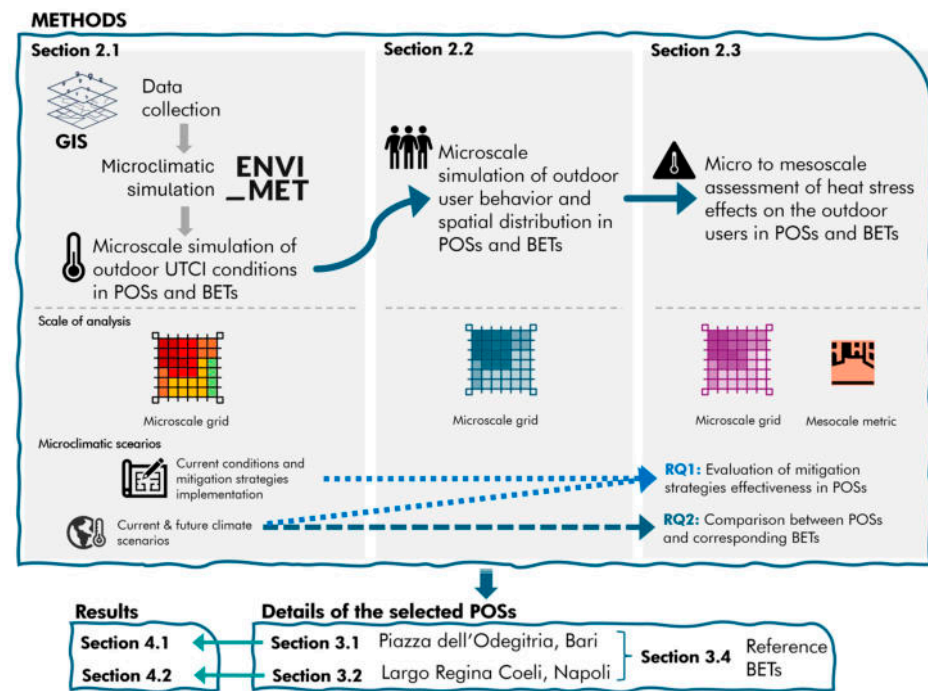 METHODS
Section 2.1
GIS
Data
collection
Microclimatic
simulation
ENVI
_MET
Microscale simulation of
outdoor UTCI conditions
in POSs and BETs
Section 2.2
Microscale
simulation of outdoor
user behavior and
spatial distribution in
POSs and BETs
Section 2.3
Micro to mesoscale
assessment of heat stress
effects on the outdoor
users in POSs and BETs
Scale of analysis
Microscale grid
Microscale grid
Microscale grid
Mesocale metric
Microclimatic scearios
Current conditions and
mitigation strategies
implementation
Current & future climate
scenarios
RQ1: Evaluation of mitigation
strategies effectiveness in POSs
RQ2: Comparison between POSs
and corresponding BETs
Results
Section 4.1
Section 4.2
Details of the selected POSs
Section 3.1 Piazza dell'Odegitria, Bari
Section 3.2 Largo Regina Coeli, Napoli
Section 3.4
Reference
BETs